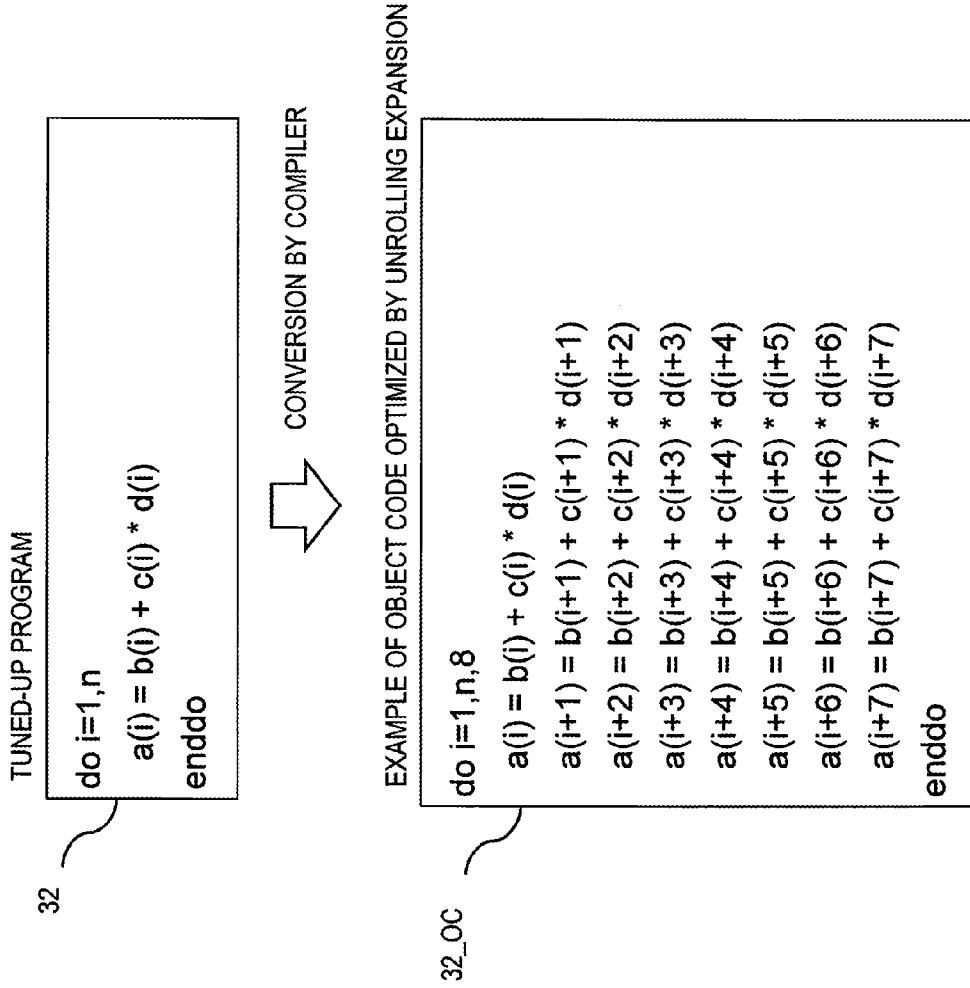 TUNED-UP PROGRAM
32
do i=1,n
a(i) = b(i) + c(i) * d(i)
enddo
CONVERSION BY COMPILER
EXAMPLE OF OBJECT CODE OPTIMIZED BY UNROLLING EXPANSION
32_OC
do i=1,n,8
a(i) = b(i) + c(i) * d(i)
a(i+1) = b(i+1) + c(i+1) * d(i+1)
a(i+2) = b(i+2) + c(i+2) * d(i+2)
a(i+3) = b(i+3) + c(i+3) * d(i+3)
a(i+4) = b(i+4) + c(i+4) * d(i+4)
a(i+5) = b(i+5) + c(i+5) * d(i+5)
a(i+6) = b(i+6) + c(i+6) * d(i+6)
a(i+7) = b(i+7) + c(i+7) * d(i+7)
enddo